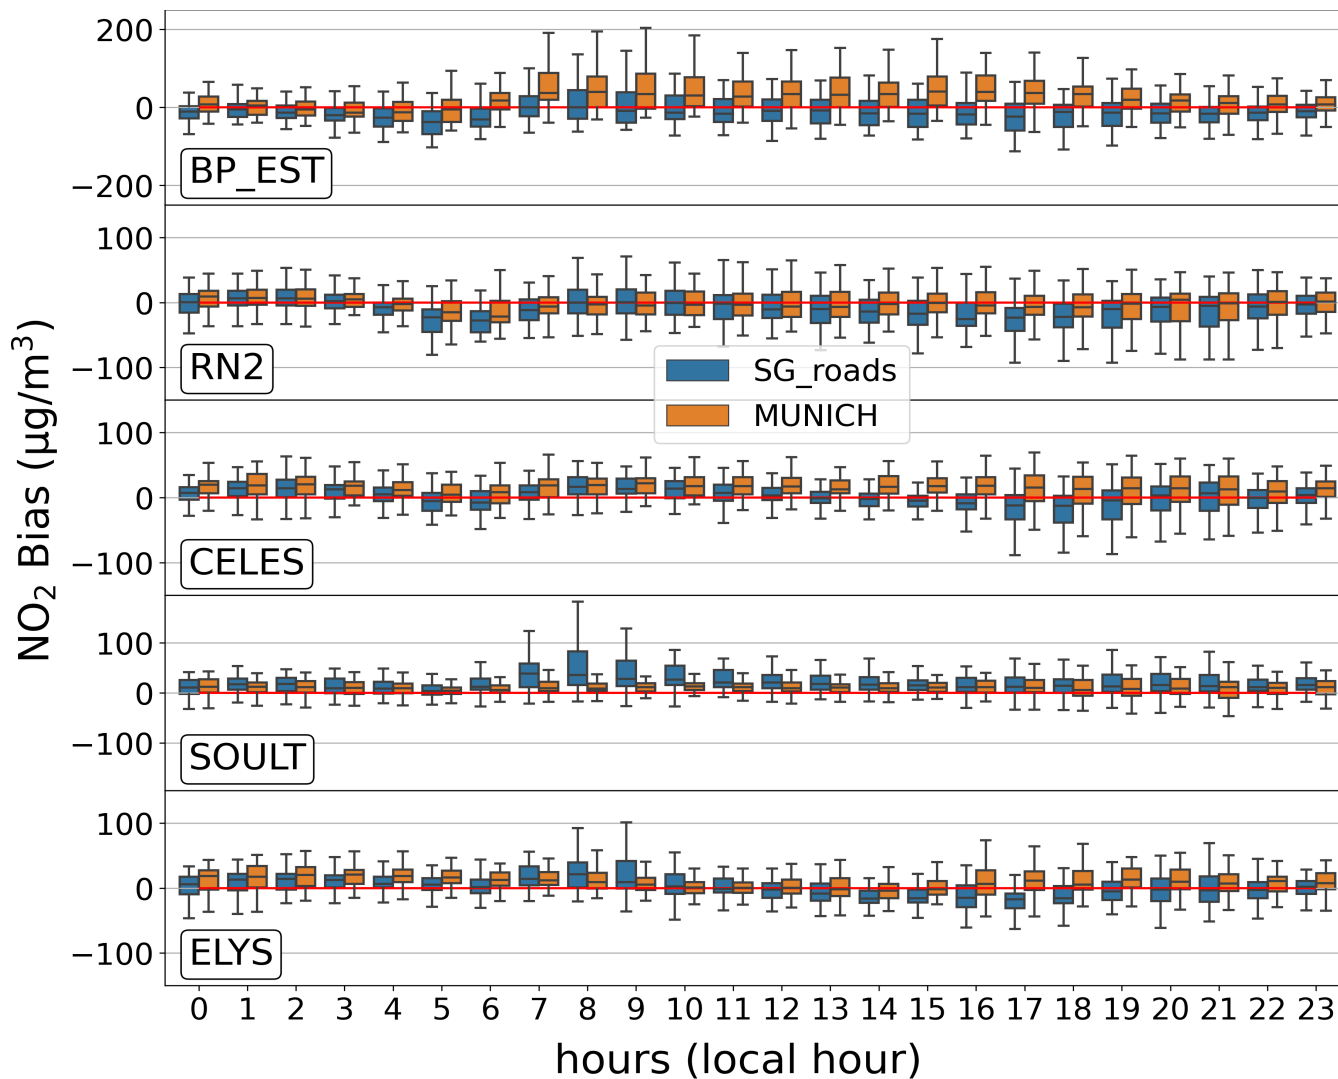 NO₂ Bias (µg/m³)
200
0
−200
BP_EST
100
0
−100
RN2
SG_roads
MUNICH
100
0
−100
CELES
100
0
−100
SOULT
100
0
−100
ELYS
0 1 2 3 4 5 6 7 8 9 10 11 12 13 14 15 16 17 18 19 20 21 22 23
hours (local hour)